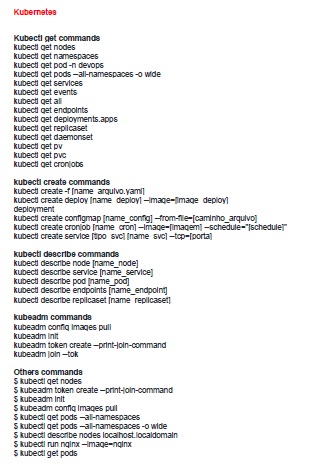 Kubernetes
Kubectl get commands
kubectl get nodes
kubectl get namespaces
kubectl get pod -n devops
kubectl get pods –all-namespaces -o wide
kubectl get services
kubectl get events
kubectl get all
kubectl get endpoints
kubectl get deployments.apps
kubectl get replicaset
kubectl get daemonset
kubectl get pv
kubectl get pvc
kubectl get cronjobs
kubectl create commands
kubectl create -f [name_arquivo.yaml]
kubectl create deploy [name_deploy] –image=[image_deploy]
deployment
kubectl create configmap [name_config] –from-file=[caminho_arquivo]
kubectl create cronjob [name_cron] –image=[imagem] –schedule="[schedule]"
kubectl create service [tipo_svc] [name_svc] –tcp=[porta]
kubectl describe commands
kubectl describe node [name_node]
kubectl describe service [name_service]
kubectl describe pod [name_pod]
kubectl describe endpoints [name_endpoint]
kubectl describe replicaset [name_replicaset]
kubeadm commands
kubeadm config images pull
kubeadm init
kubeadm token create –print-join-command
kubeadm join –tok
Others commands
$ kubectl get nodes
$ kubeadm token create –print-join-command
$ kubeadm init
$ kubeadm config images pull
$ kubectl get pods –all-namespaces
$ kubectl get pods –all-namespaces -o wide
$ kubectl describe nodes localhost.localdomain
$ kubectl run nginx –image=nginx
$ kubectl get pods